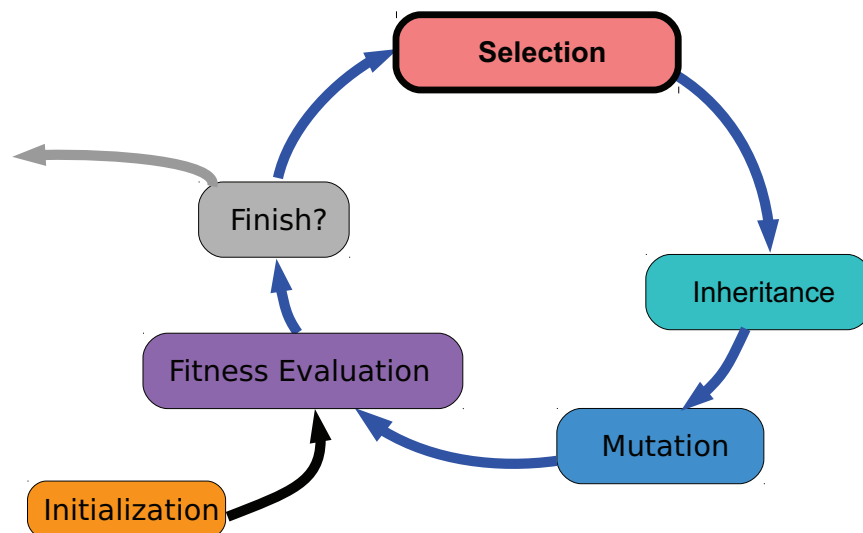 Selection
Finish?
Inheritance
Fitness Evaluation
Mutation
Initialization